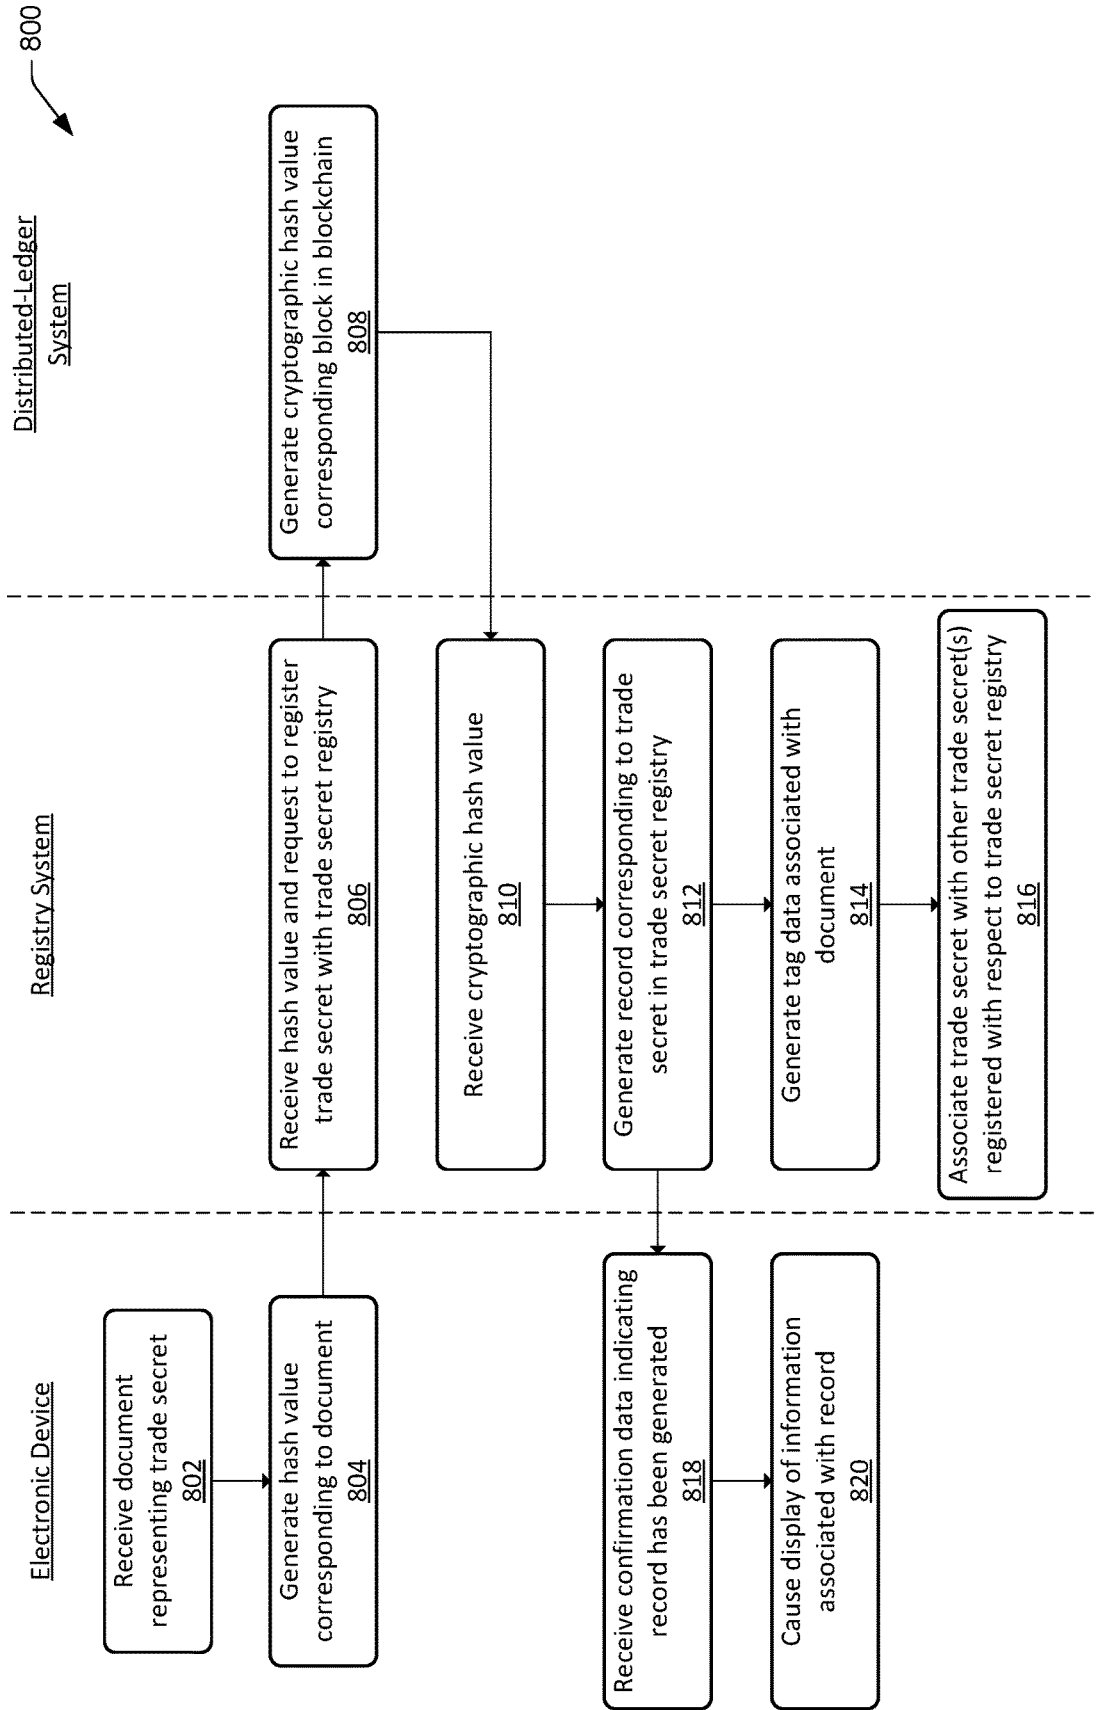 800
Electronic Device
Registry System
Distributed-Ledger
System
Receive document
representing trade secret
802
Generate hash value
corresponding to document
804
Receive hash value and request to register
trade secret with trade secret registry
806
Generate cryptographic hash value
corresponding block in blockchain
808
Receive cryptographic hash value
810
Generate record corresponding to trade
secret in trade secret registry
812
Generate tag data associated with
document
814
Associate trade secret with other trade secret(s)
registered with respect to trade secret registry
816
Receive confirmation data indicating
record has been generated
818
Cause display of information
associated with record
820